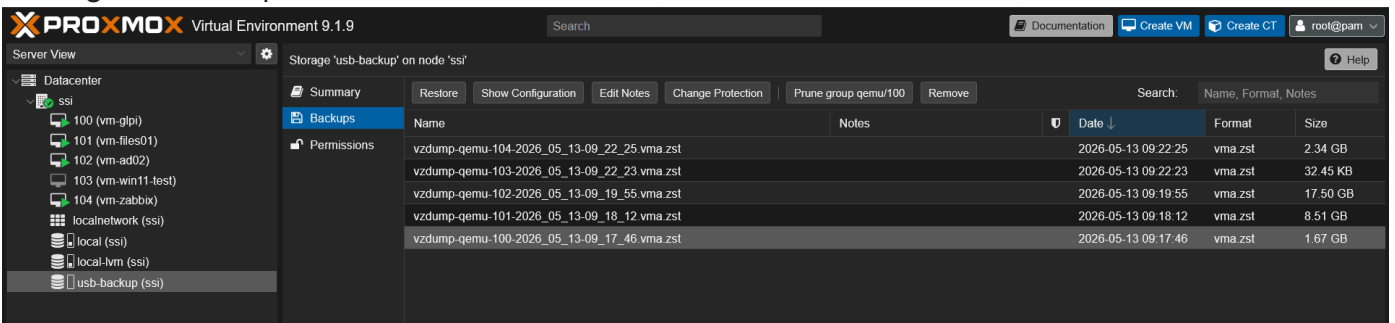 PROXMOX Virtual Environment 9.1.9
Search
Documentation
Create VM
Create CT
root@pam
Server View
Datacenter
ssi
100 (vm-glpi)
101 (vm-files01)
102 (vm-ad02)
103 (vm-win11-test)
104 (vm-zabbix)
localnetwork (ssi)
local (ssi)
local-lvm (ssi)
usb-backup (ssi)
Storage 'usb-backup' on node 'ssi'
Help
Summary
Backups
Permissions
Restore Show Configuration Edit Notes Change Protection Prune group qemu/100 Remove Search: Name, Format, Notes
Name Notes Date ↓ Format Size
vzdump-qemu-104-2026_05_13-09_22_25.vma.zst 2026-05-13 09:22:25 vma.zst 2.34 GB
vzdump-qemu-103-2026_05_13-09_22_23.vma.zst 2026-05-13 09:22:23 vma.zst 32.45 KB
vzdump-qemu-102-2026_05_13-09_19_55.vma.zst 2026-05-13 09:19:55 vma.zst 17.50 GB
vzdump-qemu-101-2026_05_13-09_18_12.vma.zst 2026-05-13 09:18:12 vma.zst 8.51 GB
vzdump-qemu-100-2026_05_13-09_17_46.vma.zst 2026-05-13 09:17:46 vma.zst 1.67 GB